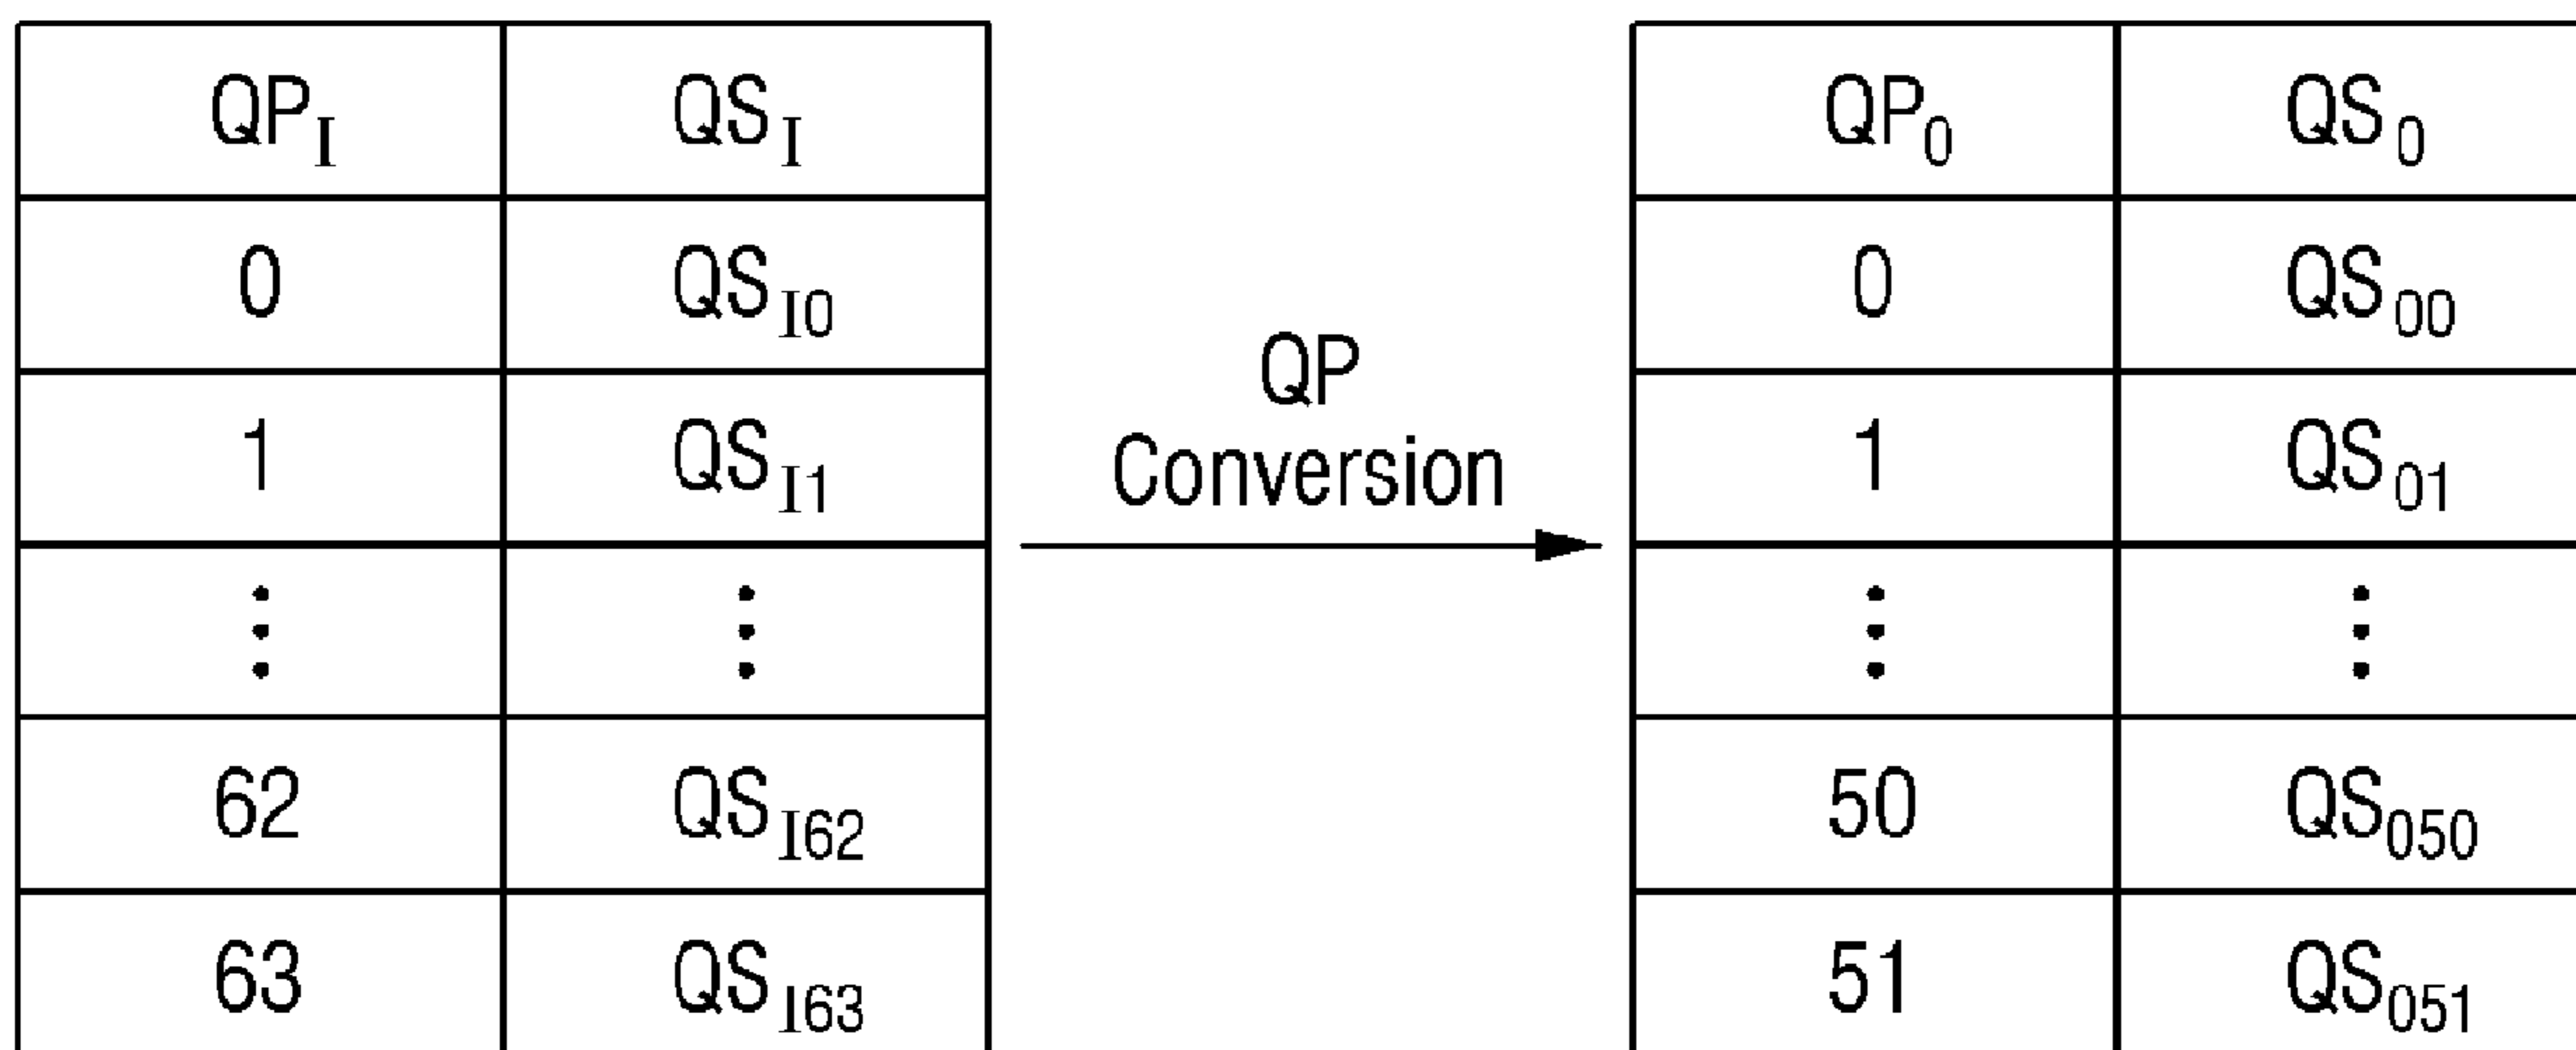 QP_I QS_I
0 QS_I0
1 QS_I1
⋮ ⋮
62 QS_I62
63 QS_I63
QP
Conversion
QP_0 QS_0
0 QS_00
1 QS_01
⋮ ⋮
50 QS_050
51 QS_051